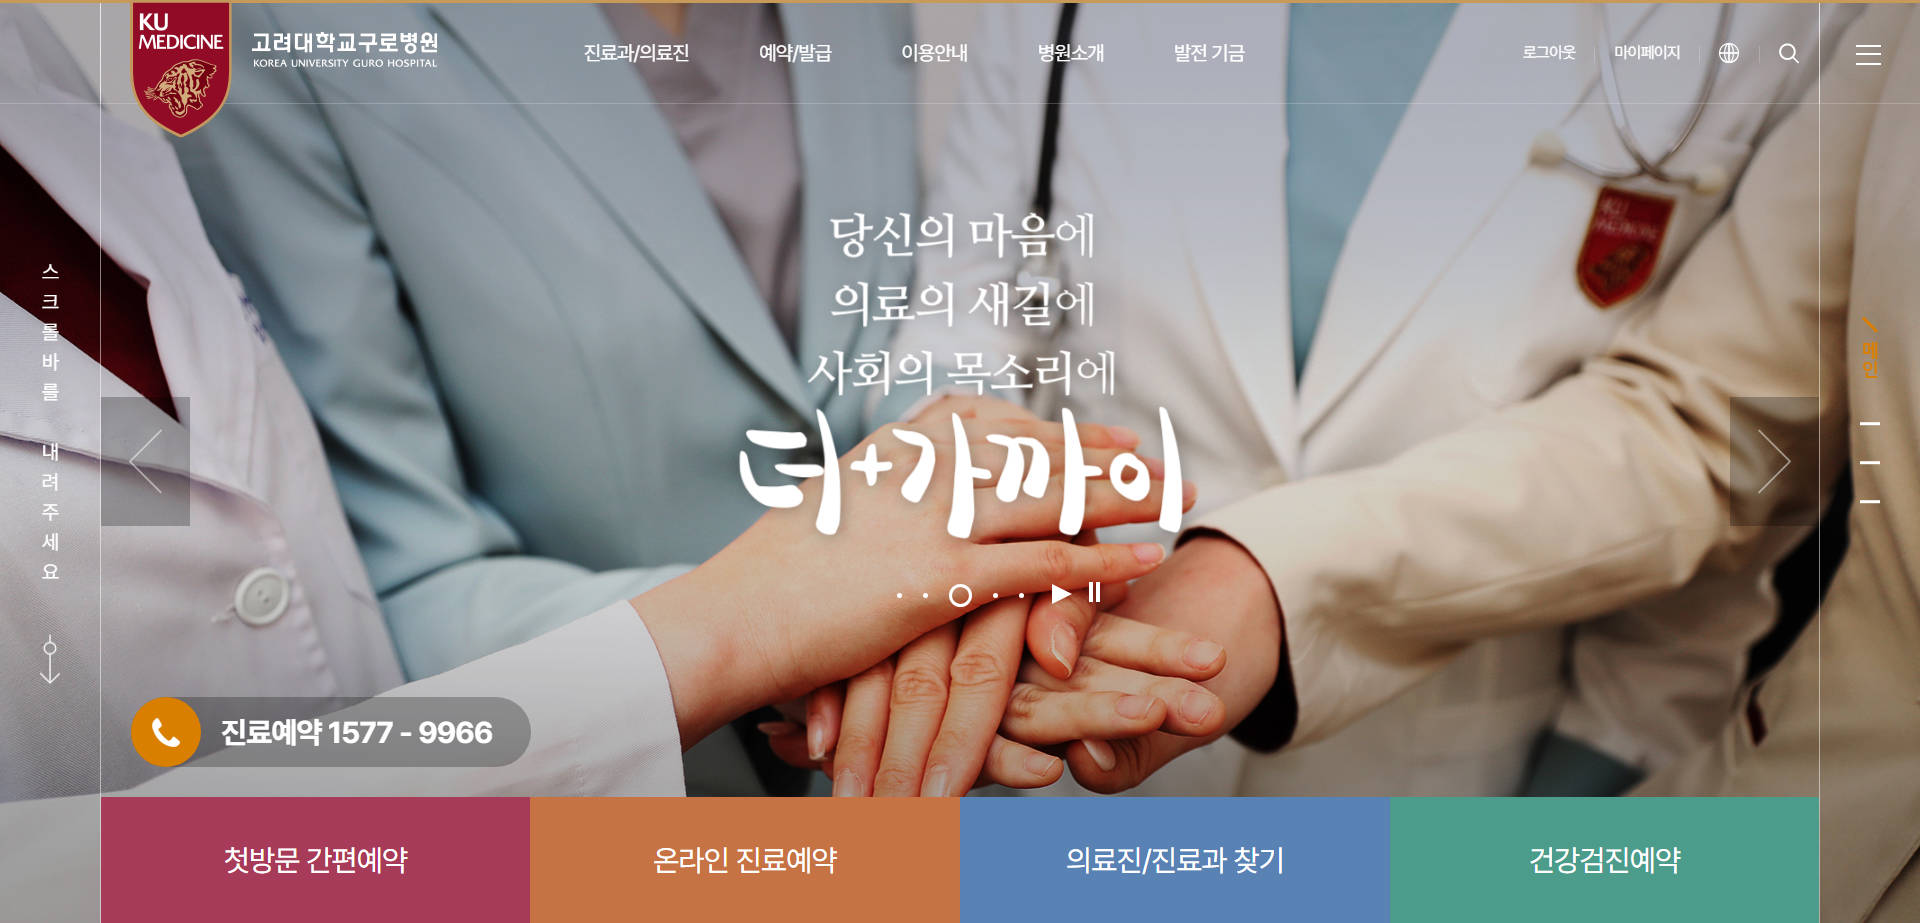 KU
MEDICINE
고려대학교구로병원
KOREA UNIVERSITY GURO HOSPITAL
진료과/의료진
예약/발급
이용안내
병원소개
발전 기금
로그아웃
마이페이지
당신의 마음에
의료의 새길에
사회의 목소리에
더+가까이
KU
MEDICINE
스크롤바를 내려주세요
메인
진료예약 1577 - 9966
첫방문 간편예약
온라인 진료예약
의료진/진료과 찾기
건강검진예약